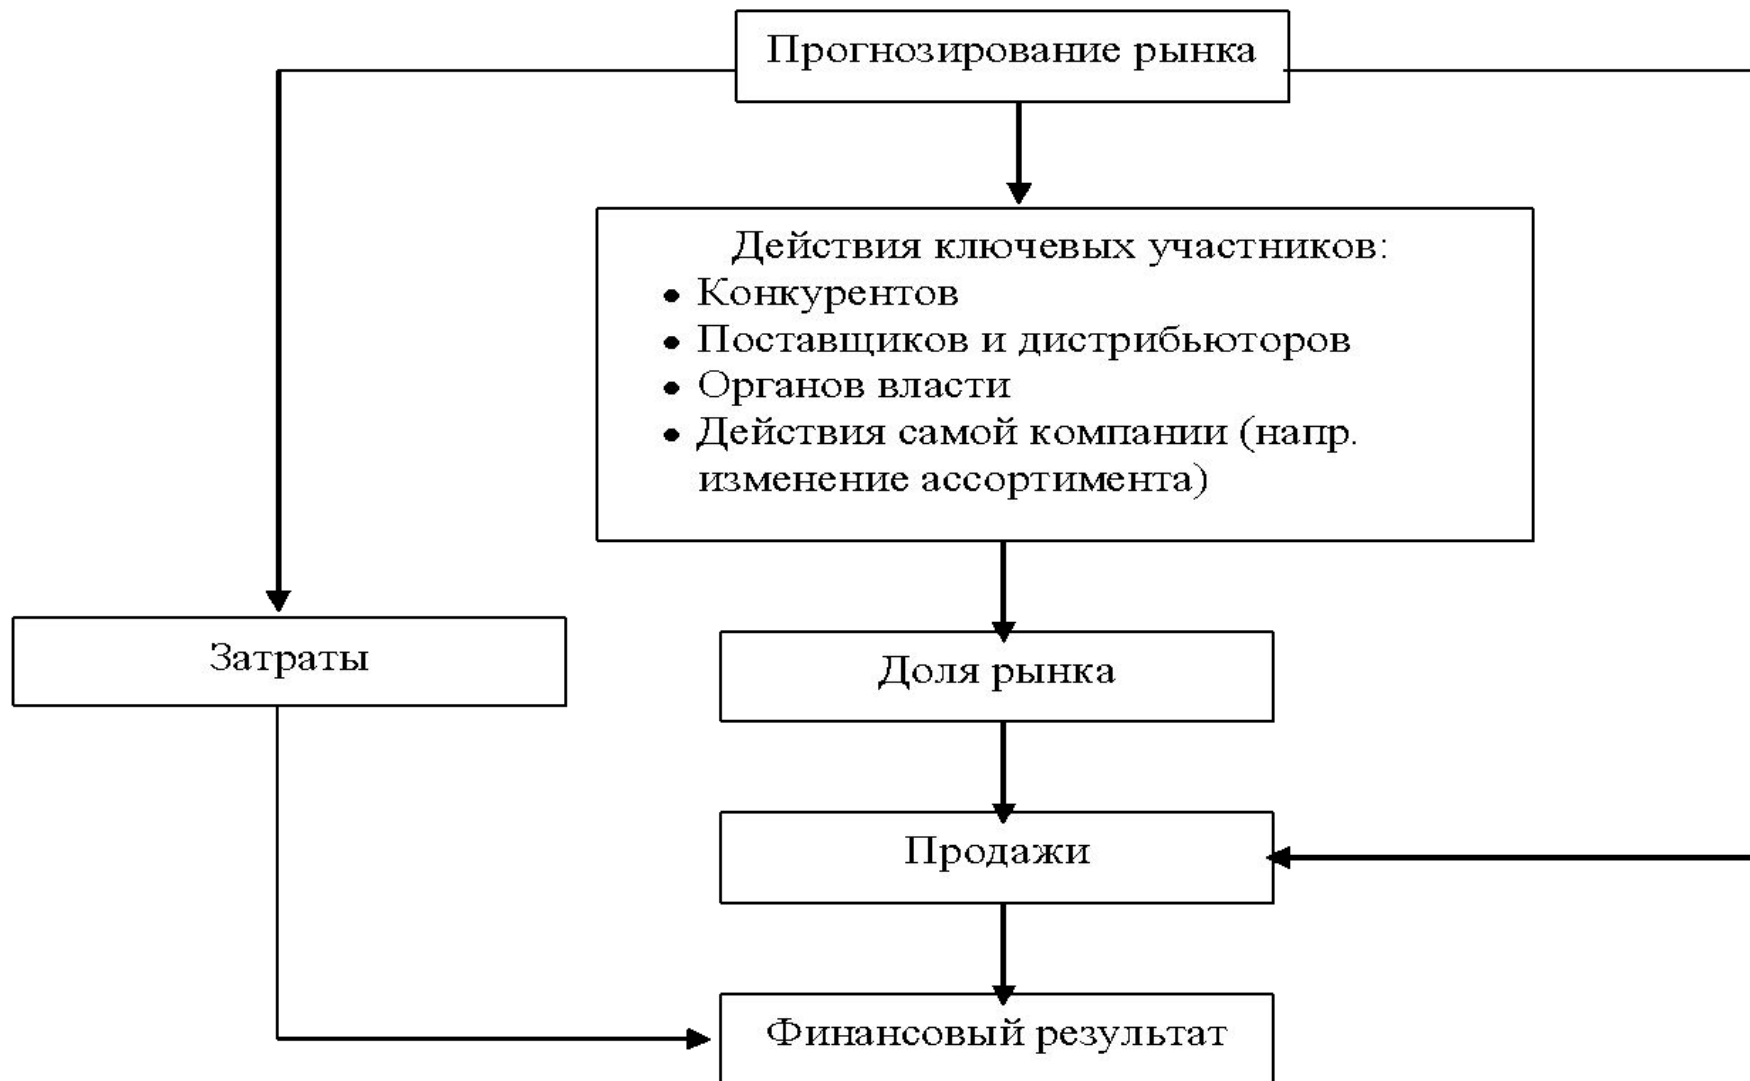 Прогнозирование рынка
Действия ключевых участников:
• Конкурентов
• Поставщиков и дистрибьюторов
• Органов власти
• Действия самой компании (напр.
изменение ассортимента)
Затраты
Доля рынка
Продажи
Финансовый результат